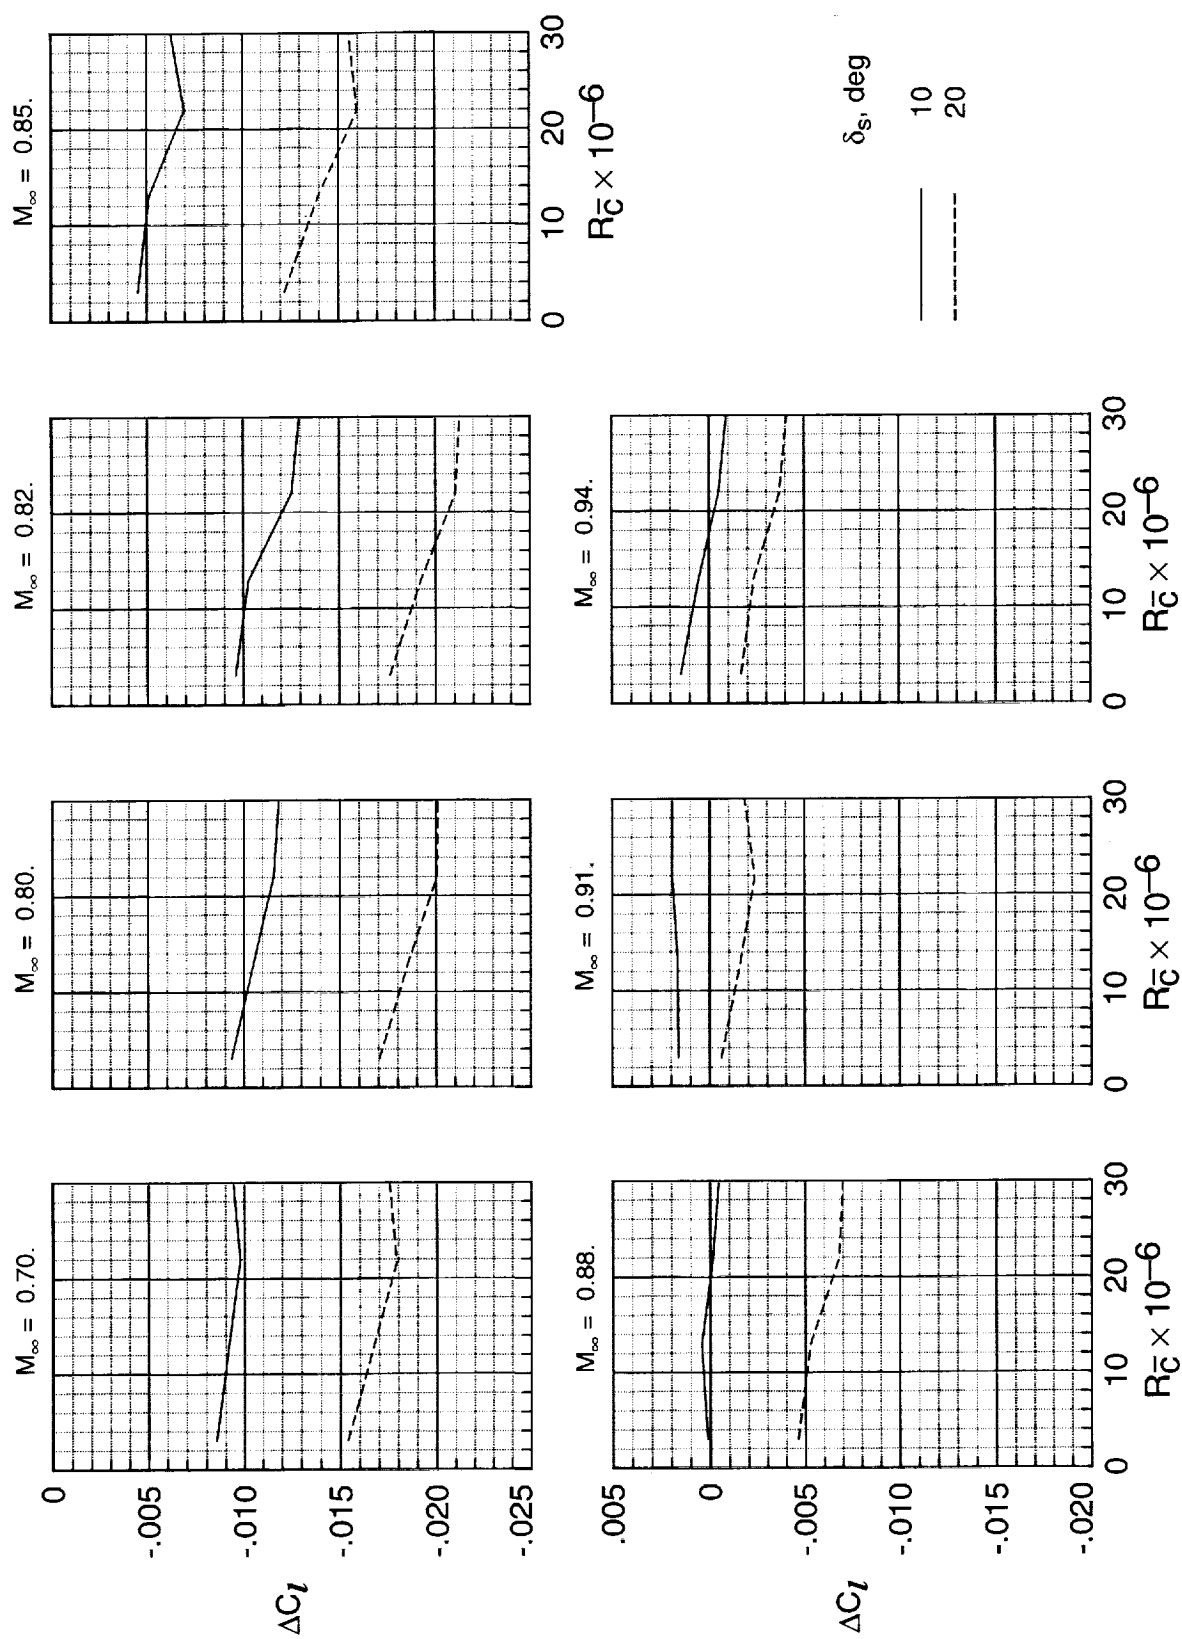 M∞ = 0.70.
M∞ = 0.80.
M∞ = 0.82.
M∞ = 0.85.
0
-.005
-.010
-.015
-.020
-.025
ΔCl
0 10 20 30
Rc̄ × 10–6
M∞ = 0.88.
M∞ = 0.91.
M∞ = 0.94.
.005
0
-.005
-.010
-.015
-.020
ΔCl
0 10 20 30
Rc̄ × 10–6
0 10 20 30
Rc̄ × 10–6
0 10 20 30
Rc̄ × 10–6
δs, deg
10
20